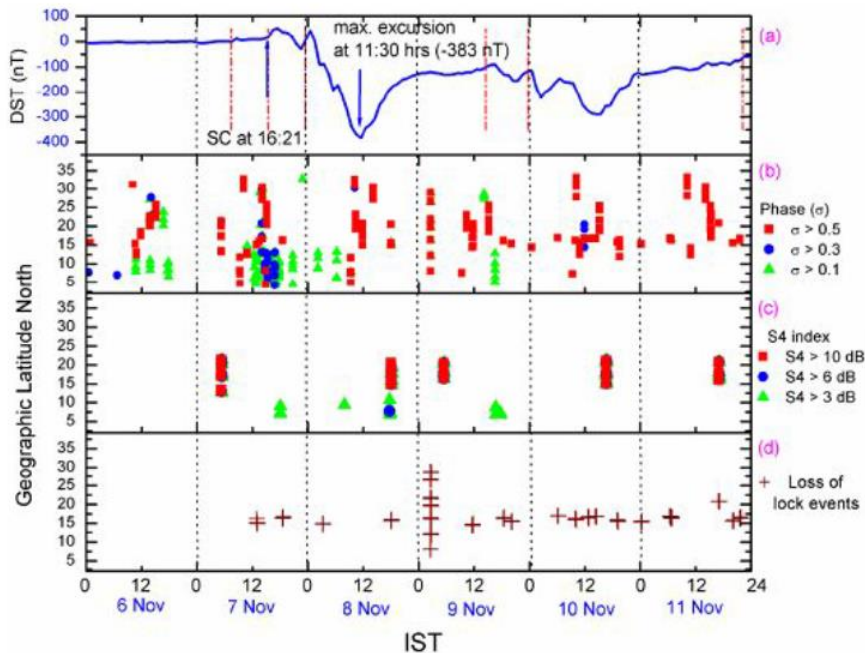 100
0
-100
-200
-300
-400
DST (nT)
max. excursion
at 11:30 hrs (-383 nT)
SC at 16:21
(a)
35
30
25
20
15
10
5
(b)
Phase (σ)
σ > 0.5
σ > 0.3
σ > 0.1
35
30
25
20
15
10
5
(c)
S4 index
S4 > 10 dB
S4 > 6 dB
S4 > 3 dB
Geographic Latitude North
35
30
25
20
15
10
5
(d)
Loss of
lock events
0 12 0 12 0 12 0 12 0 12 0 12 24
6 Nov 7 Nov 8 Nov 9 Nov 10 Nov 11 Nov
IST